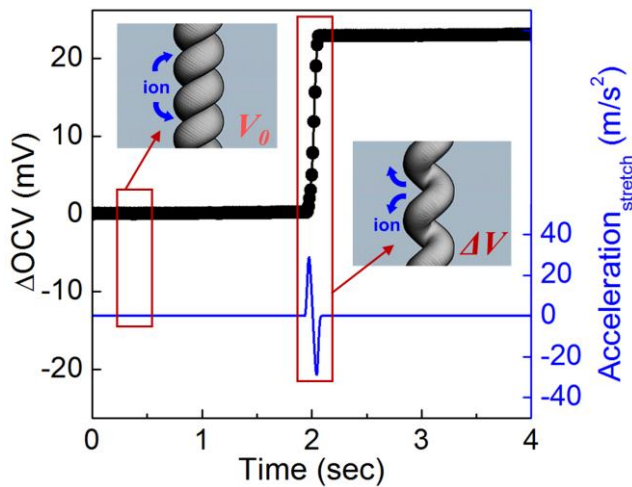 ΔOCV (mV)
20
10
0
-10
-20
ion
V₀
ion
ΔV
Acceleration_stretch (m/s²)
40
20
0
-20
-40
0
1
2
3
4
Time (sec)